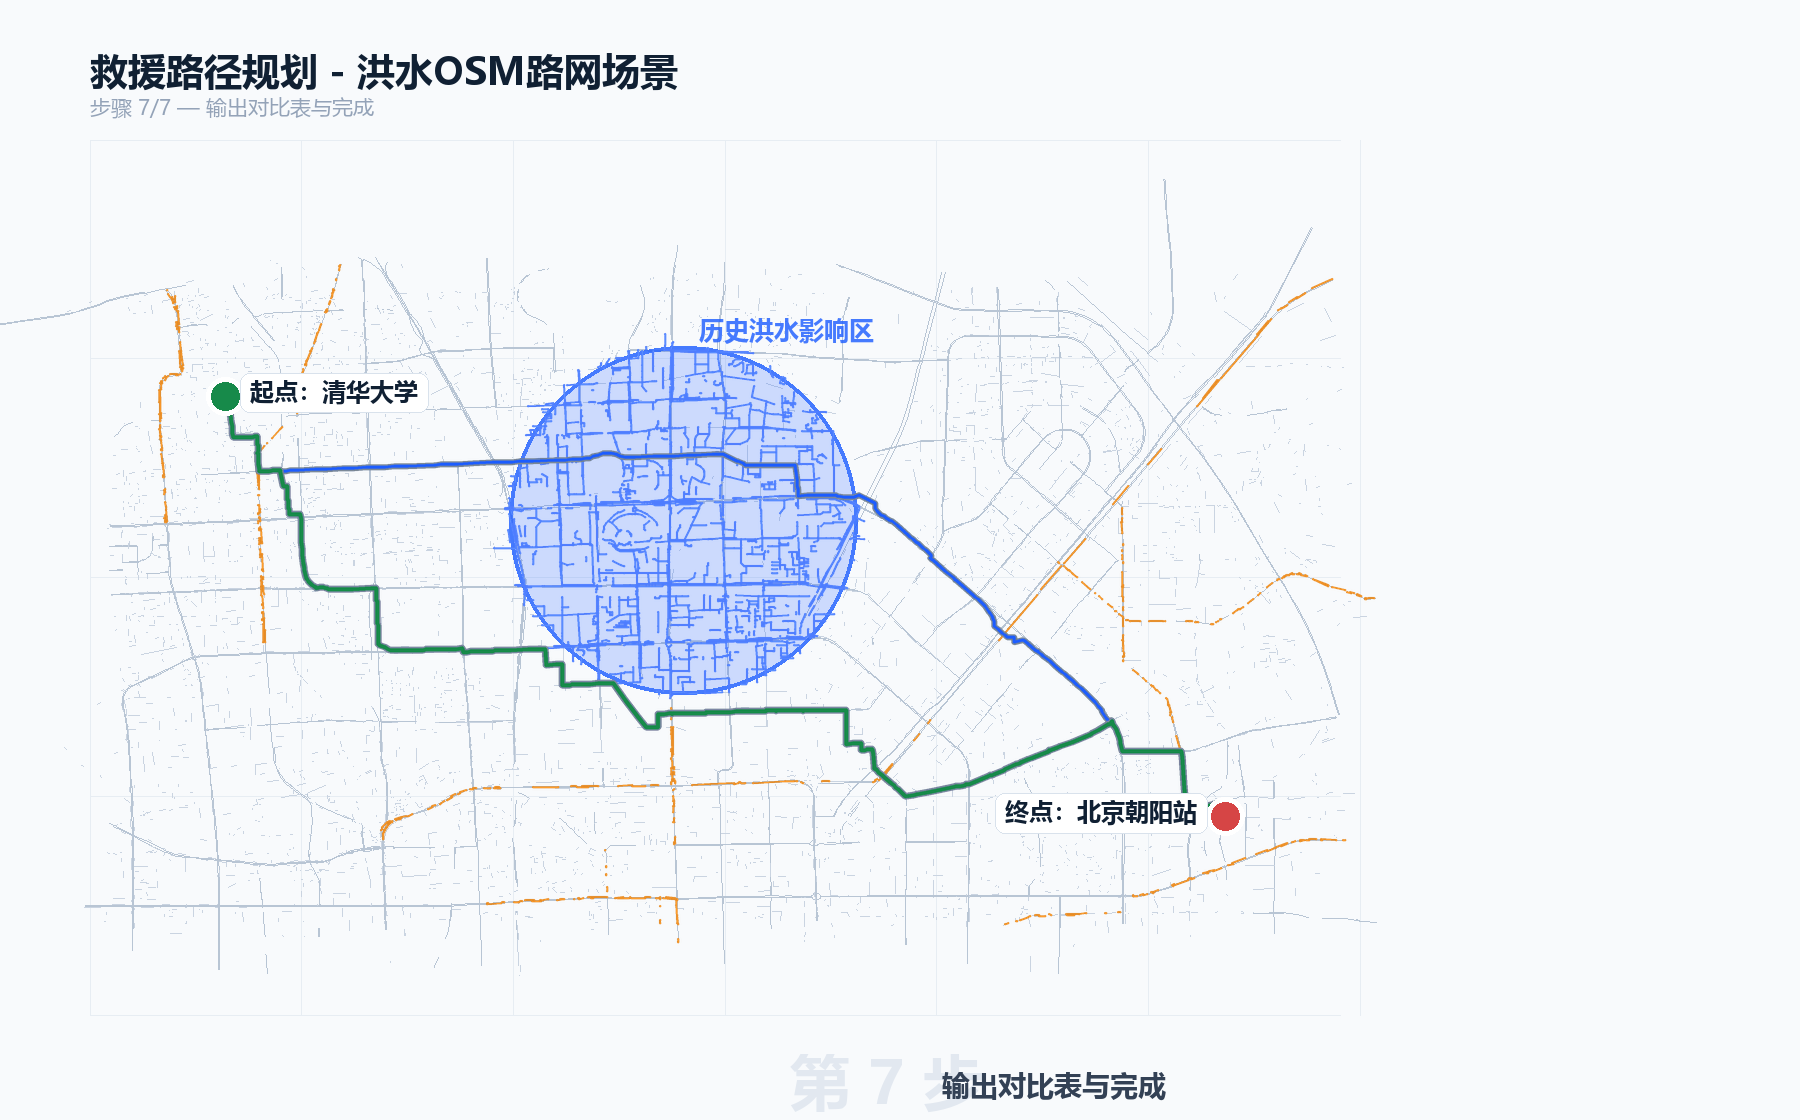 救援路径规划 - 洪水OSM路网场景
步骤 7/7 — 输出对比表与完成
历史洪水影响区
起点：清华大学
终点：北京朝阳站
第 7 步
输出对比表与完成